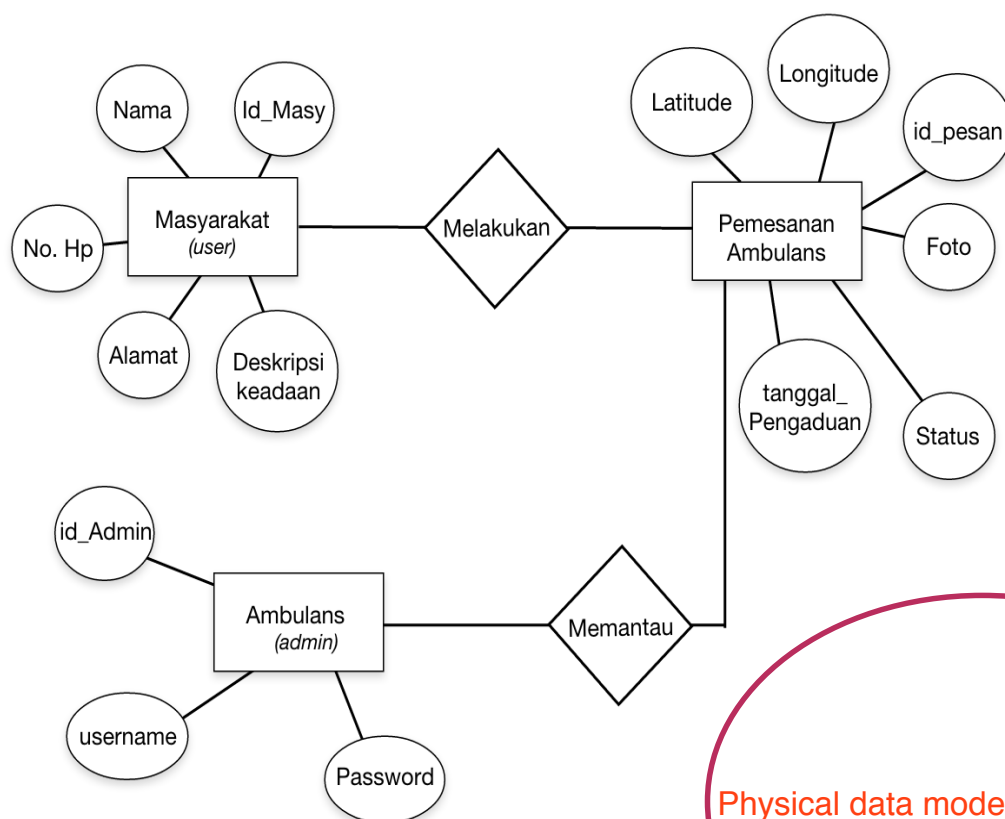 Nama
Id_Masy
No. Hp
Masyarakat
(user)
Alamat
Deskripsi
keadaan
Melakukan
Latitude
Longitude
id_pesan
Pemesanan
Ambulans
Foto
tanggal_
Pengaduan
Status
id_Admin
Ambulans
(admin)
Memantau
username
Password
Physical data mode